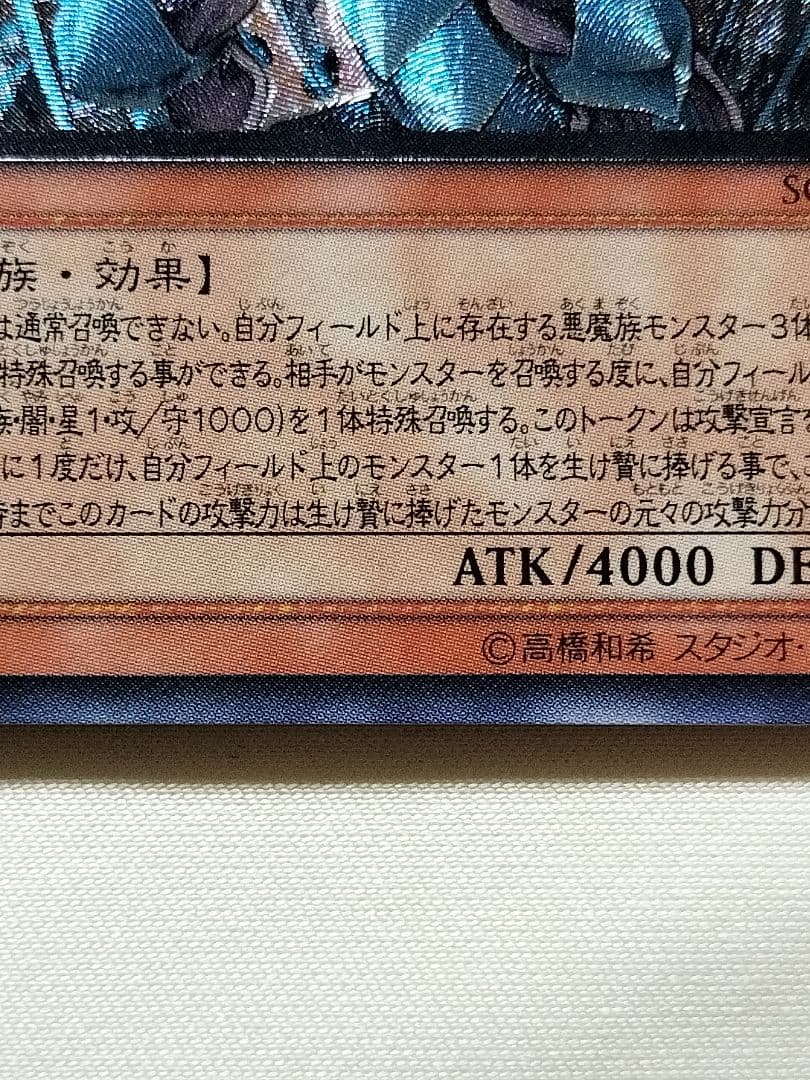 族・効果】
は通常召喚できない。自分フィールド上に存在する悪魔族モンスター3体
特殊召喚する事ができる。相手がモンスターを召喚する度に、自分フィール
族・闇・星1・攻/守1000)を1体特殊召喚する。このトークンは攻撃宣言
に1度だけ、自分フィールド上のモンスター1体を生け贄に捧げる事で、
時までこのカードの攻撃力は生け贄に捧げたモンスターの元々の攻撃力分
ATK/4000 DE
©高橋和希 スタジオ・